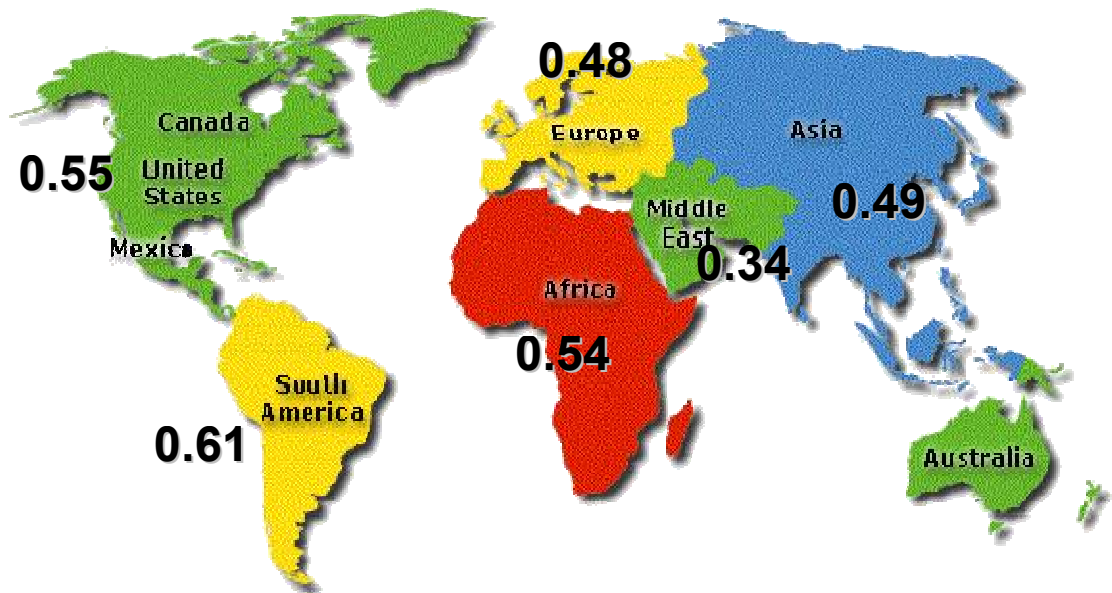 0.48
Canada
Europe
Asia
0.55
United
States
0.49
Middle
East
Mexico
0.34
Africa
0.54
South
America
0.61
Australia